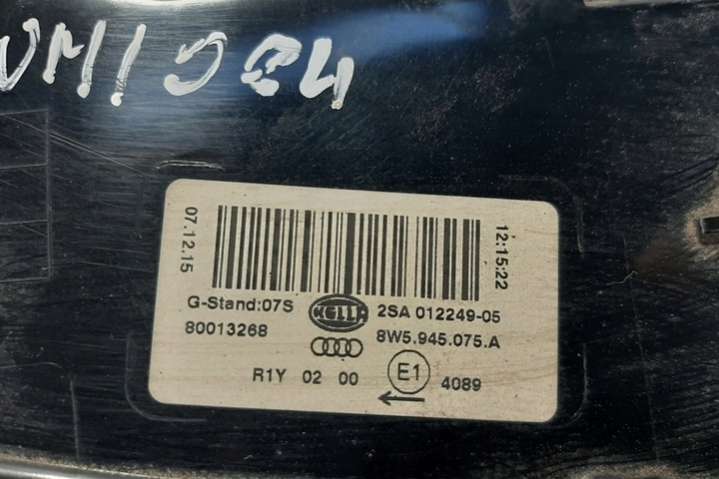 07.12.15
12:15:22
G-Stand:07S HELLA 2SA 012249-05
80013268 8W5.945.075.A
R1Y 02 00 E1 4089